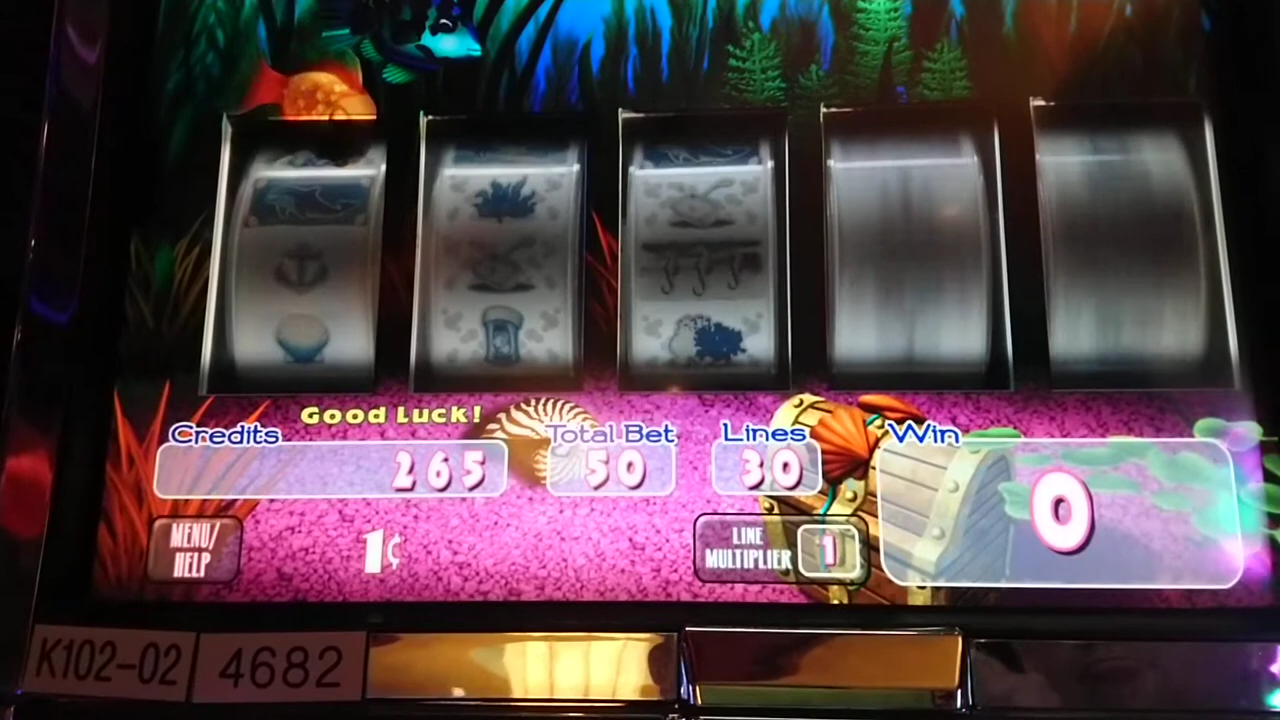 Good Luck!
Credits
Total Bet
Lines
Win
265
50
30
0
MENU/
HELP
1¢
LINE
MULTIPLIER
1
K102-02
4682